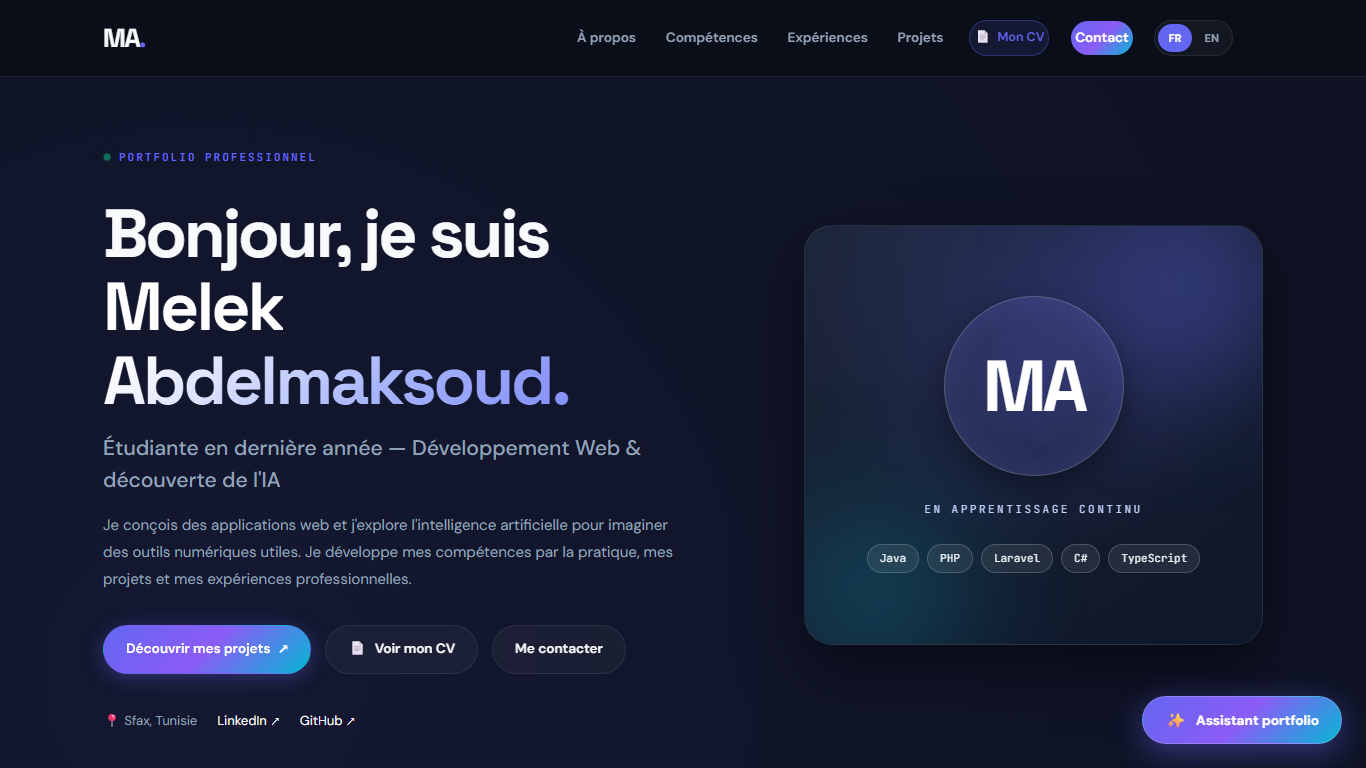 MA.
À propos
Compétences
Expériences
Projets
Mon CV
Contact
FR
EN
PORTFOLIO PROFESSIONNEL
Bonjour, je suis
Melek
Abdelmaksoud.
Étudiante en dernière année — Développement Web &
découverte de l'IA
Je conçois des applications web et j'explore l'intelligence artificielle pour imaginer
des outils numériques utiles. Je développe mes compétences par la pratique, mes
projets et mes expériences professionnelles.
Découvrir mes projets ↗
Voir mon CV
Me contacter
Sfax, Tunisie
LinkedIn ↗
GitHub ↗
MA
EN APPRENTISSAGE CONTINU
Java
PHP
Laravel
C#
TypeScript
Assistant portfolio